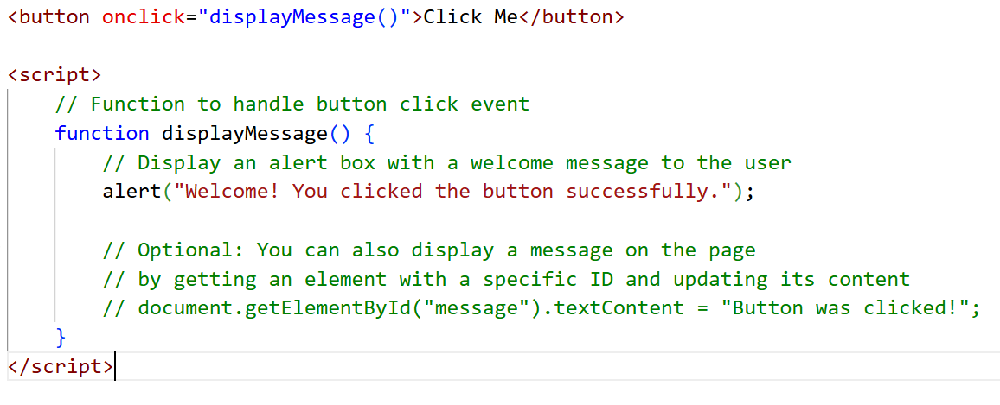 <button onclick="displayMessage()">Click Me</button>
<script>
// Function to handle button click event
function displayMessage() {
// Display an alert box with a welcome message to the user
alert("Welcome! You clicked the button successfully.");
// Optional: You can also display a message on the page
// by getting an element with a specific ID and updating its content
// document.getElementById("message").textContent = "Button was clicked!";
}
</script>